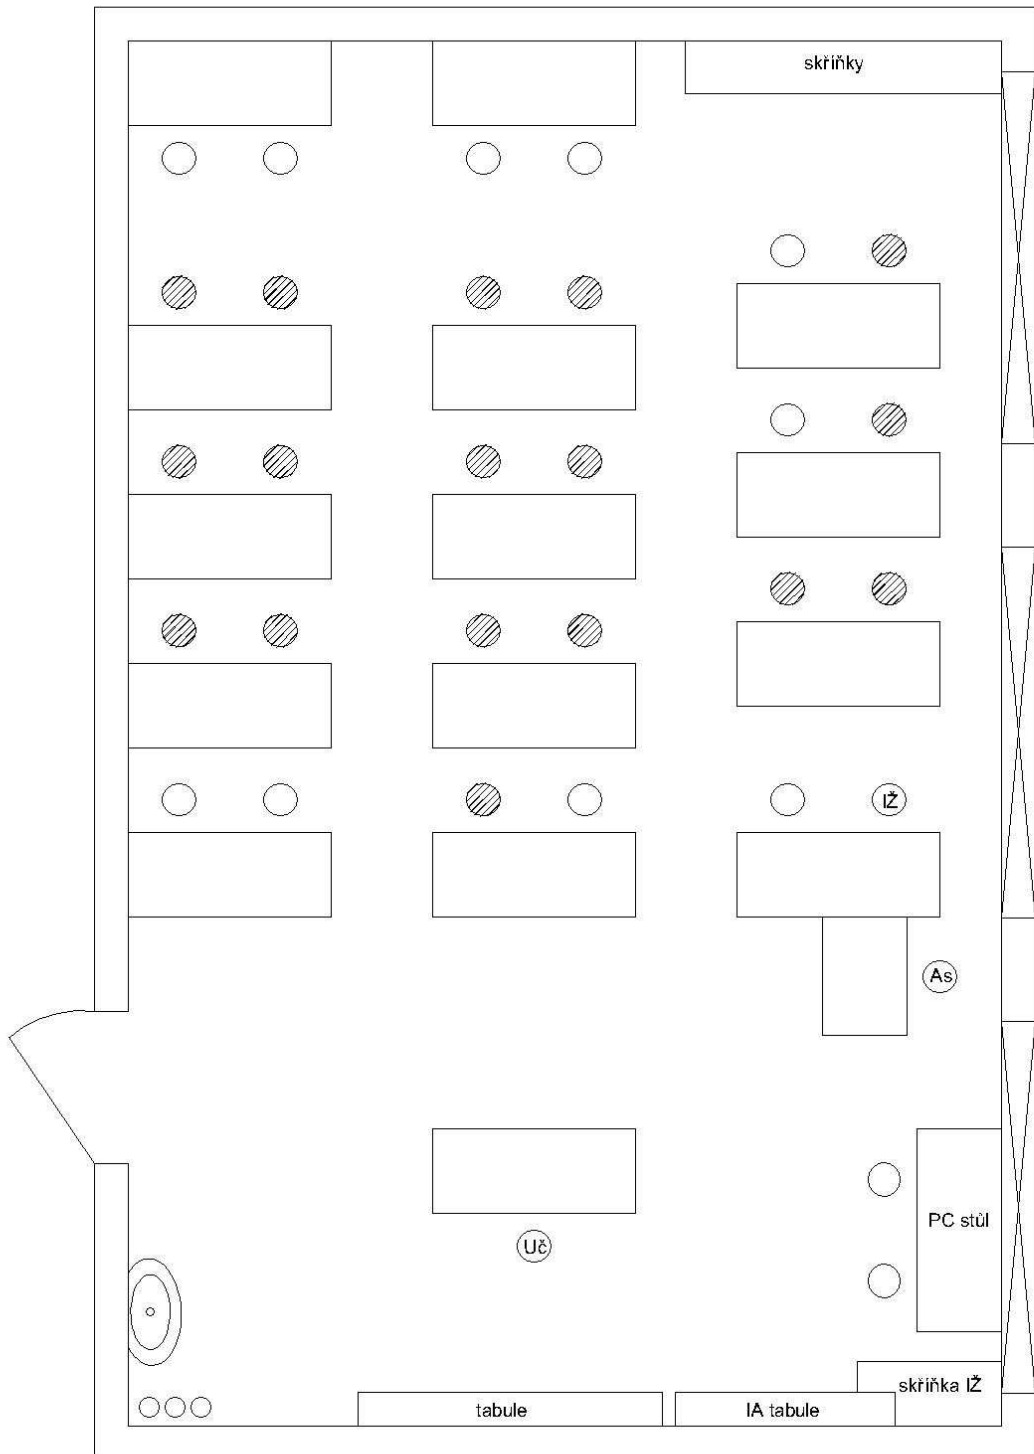 skříňky
IŽ
As
PC stůl
Uč
skříňka IŽ
tabule
IA tabule